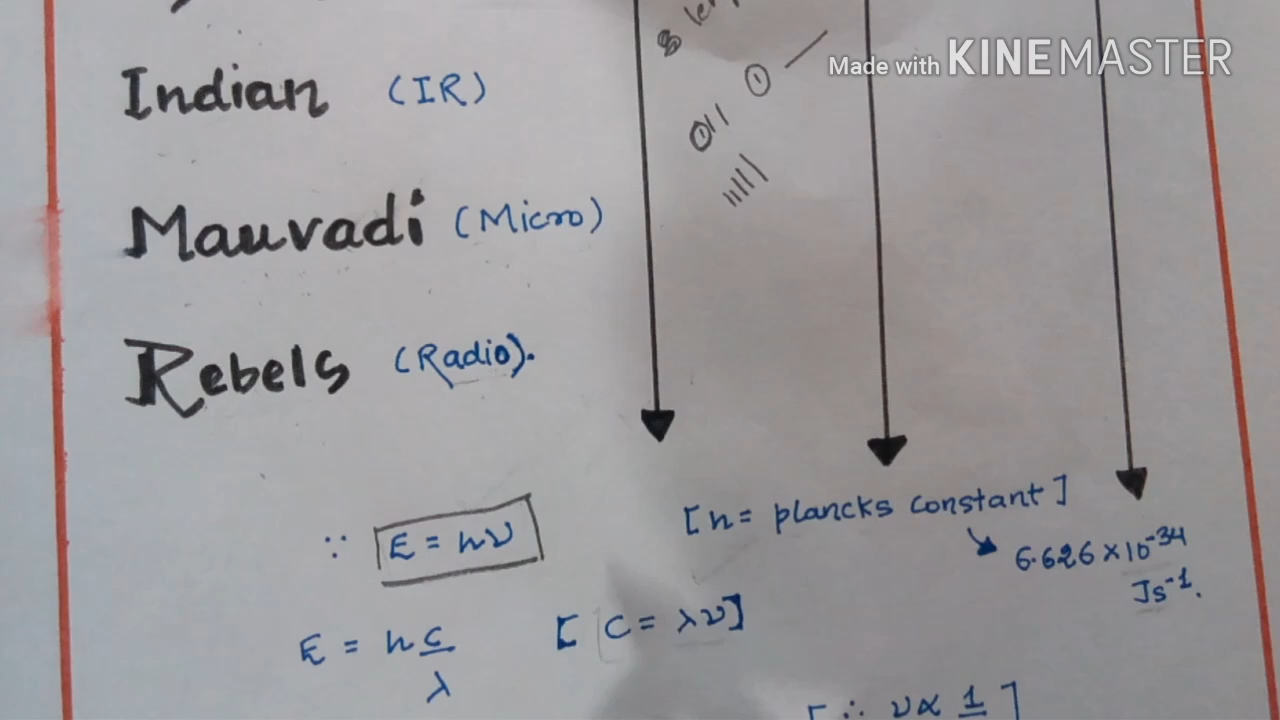 Made with KINEMASTER
Indian (IR)
Mauvadi (Micro)
Rebels (Radio).
[h= plancks constant]
6.626 × 10⁻³⁴
Js⁻¹.
∵ E = hν
E = h c/λ [C = λν]
[∴ ν ∝ 1